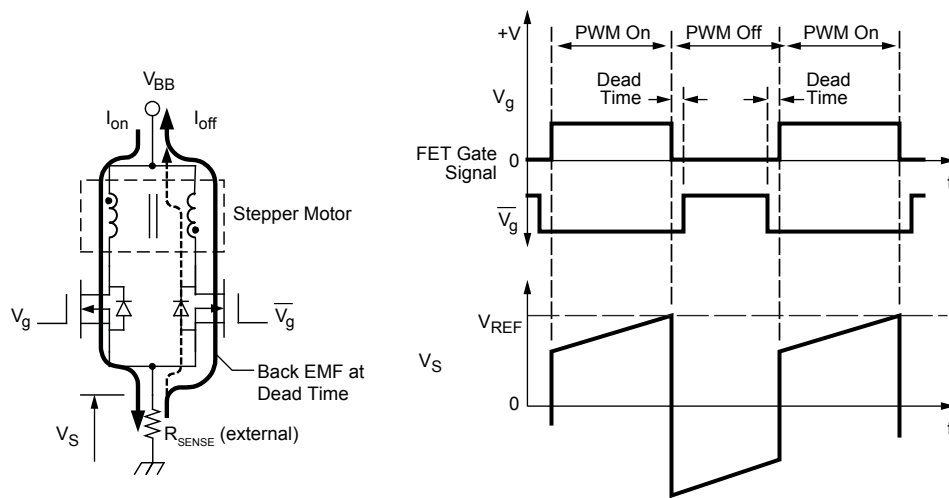 V_BB
I_on
I_off
Stepper Motor
V_g
V̅_g
Back EMF at
Dead Time
V_S
R_SENSE (external)
+V
PWM On
PWM Off
PWM On
Dead
Time
Dead
Time
V_g
FET Gate
Signal
0
t
V̅_g
V_REF
V_S
0
t